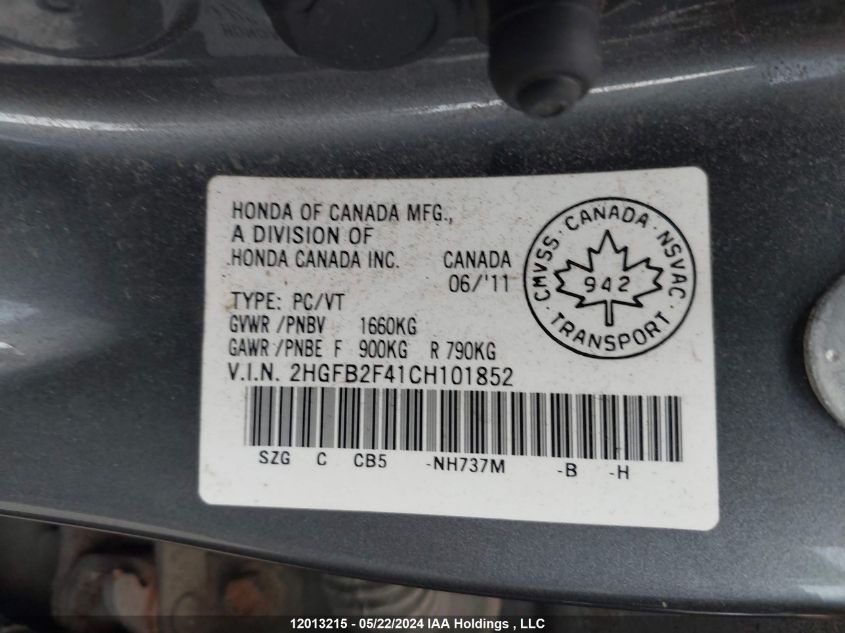 HONDA OF CANADA MFG.,
A DIVISION OF
HONDA CANADA INC. CANADA
06/'11
TYPE: PC/VT
GVWR/PNBV 1660KG
GAWR/PNBE F 900KG R 790KG
V.I.N. 2HGFB2F41CH101852
SZG C CB5 -NH737M -B -H
CMVSS · CANADA · NSVAC · TRANSPORT ·
942
12013215 - 05/22/2024 IAA Holdings , LLC